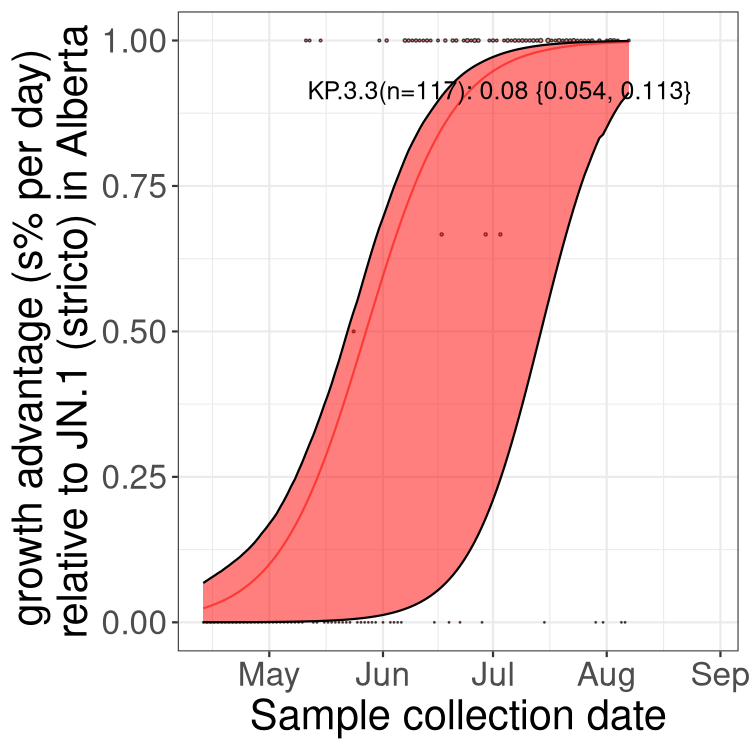 growth advantage (s% per day)
relative to JN.1 (stricto) in Alberta
1.00
0.75
0.50
0.25
0.00
KP.3.3(n=117): 0.08 {0.054, 0.113}
May Jun Jul Aug Sep
Sample collection date